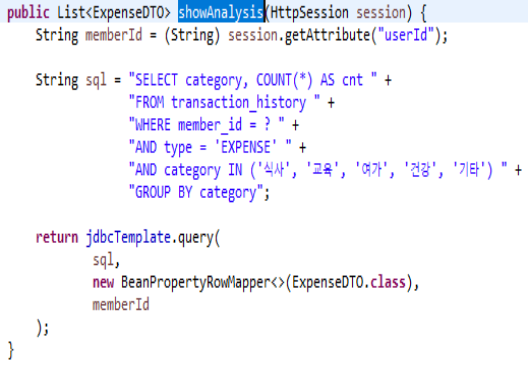 public List<ExpenseDTO> showAnalysis(HttpSession session) {
String memberId = (String) session.getAttribute("userId");
String sql = "SELECT category, COUNT(*) AS cnt " +
"FROM transaction_history " +
"WHERE member_id = ? " +
"AND type = 'EXPENSE' " +
"AND category IN ('식사', '교육', '여가', '건강', '기타') " +
"GROUP BY category";
return jdbcTemplate.query(
sql,
new BeanPropertyRowMapper<>(ExpenseDTO.class),
memberId
);
}